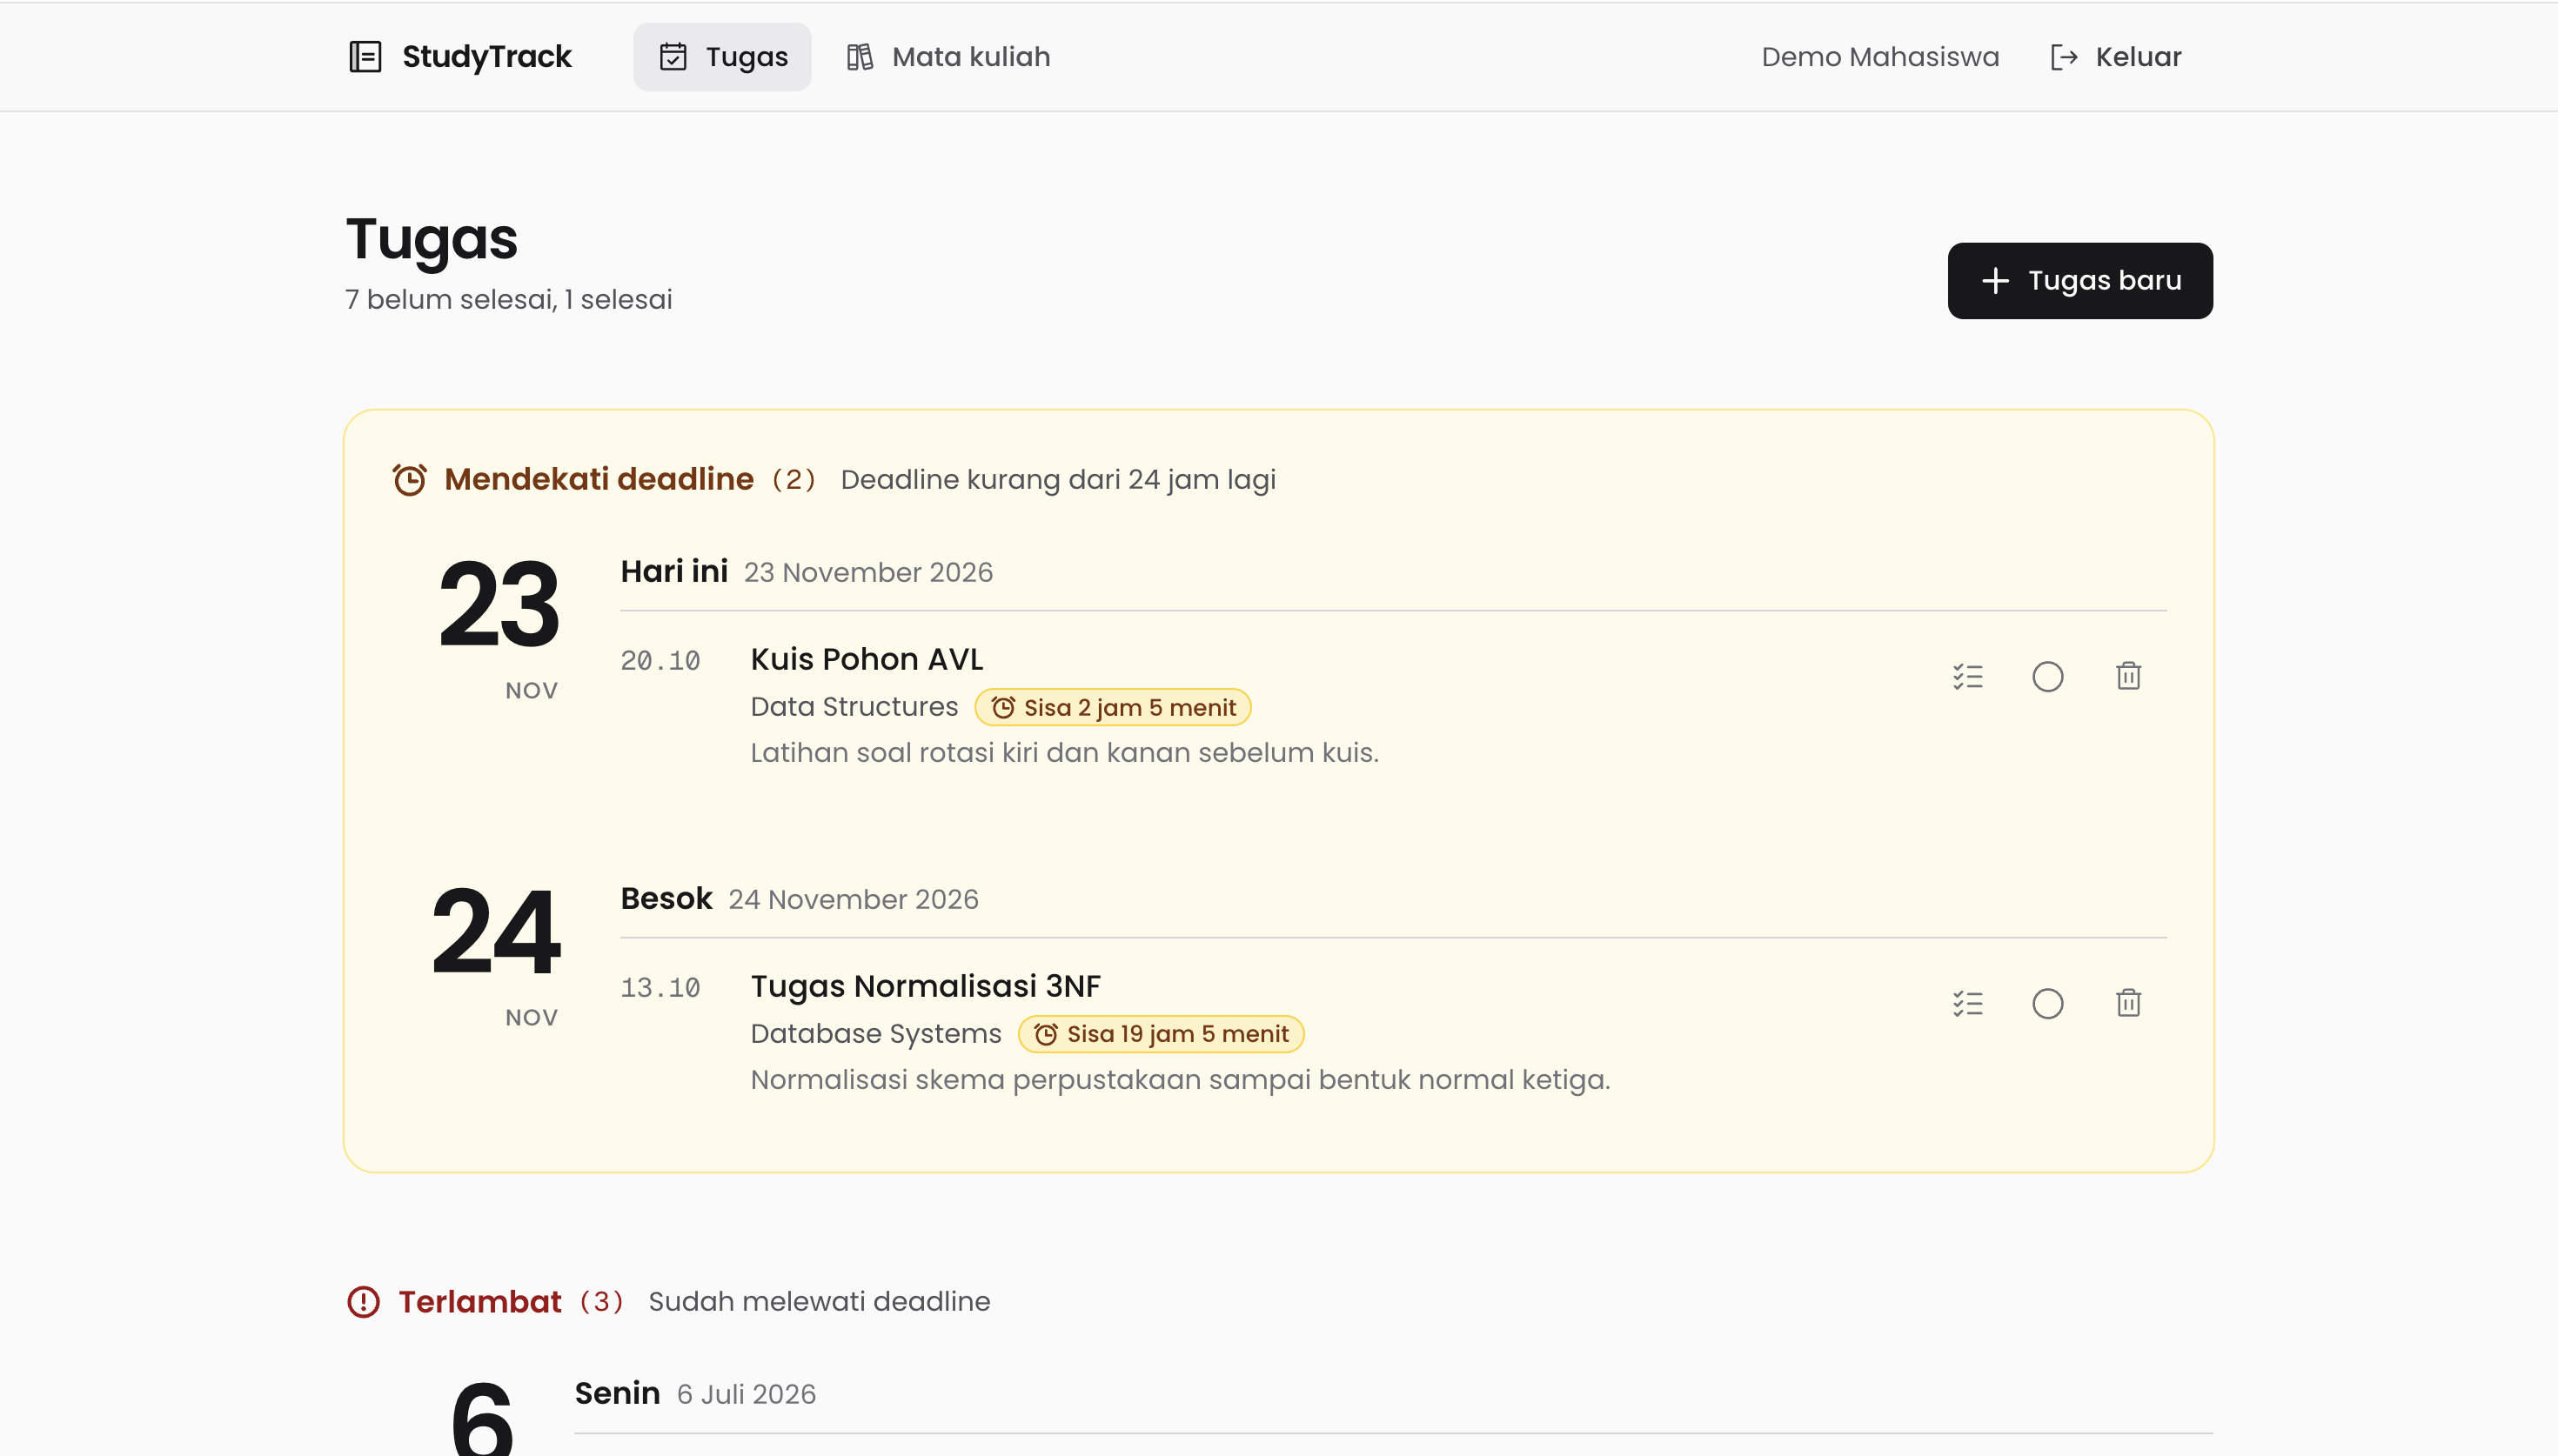 StudyTrack
Tugas
Mata kuliah
Demo Mahasiswa
Keluar
Tugas
7 belum selesai, 1 selesai
Tugas baru
Mendekati deadline (2) Deadline kurang dari 24 jam lagi
23
NOV
Hari ini 23 November 2026
20.10
Kuis Pohon AVL
Data Structures
Sisa 2 jam 5 menit
Latihan soal rotasi kiri dan kanan sebelum kuis.
24
NOV
Besok 24 November 2026
13.10
Tugas Normalisasi 3NF
Database Systems
Sisa 19 jam 5 menit
Normalisasi skema perpustakaan sampai bentuk normal ketiga.
Terlambat (3) Sudah melewati deadline
6
Senin 6 Juli 2026